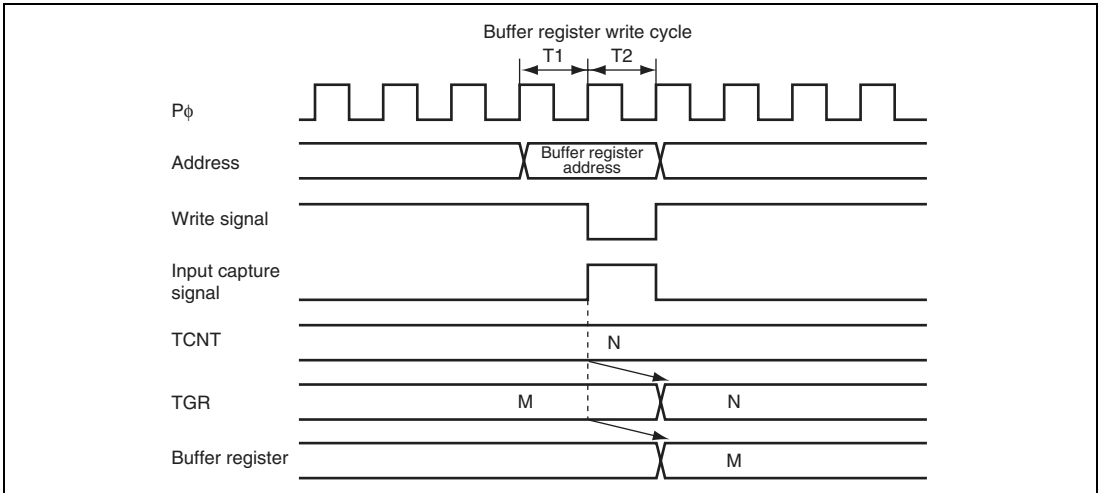 Buffer register write cycle
T1 T2
Pϕ
Address
Buffer register
address
Write signal
Input capture
signal
TCNT
N
TGR
M N
Buffer register
M